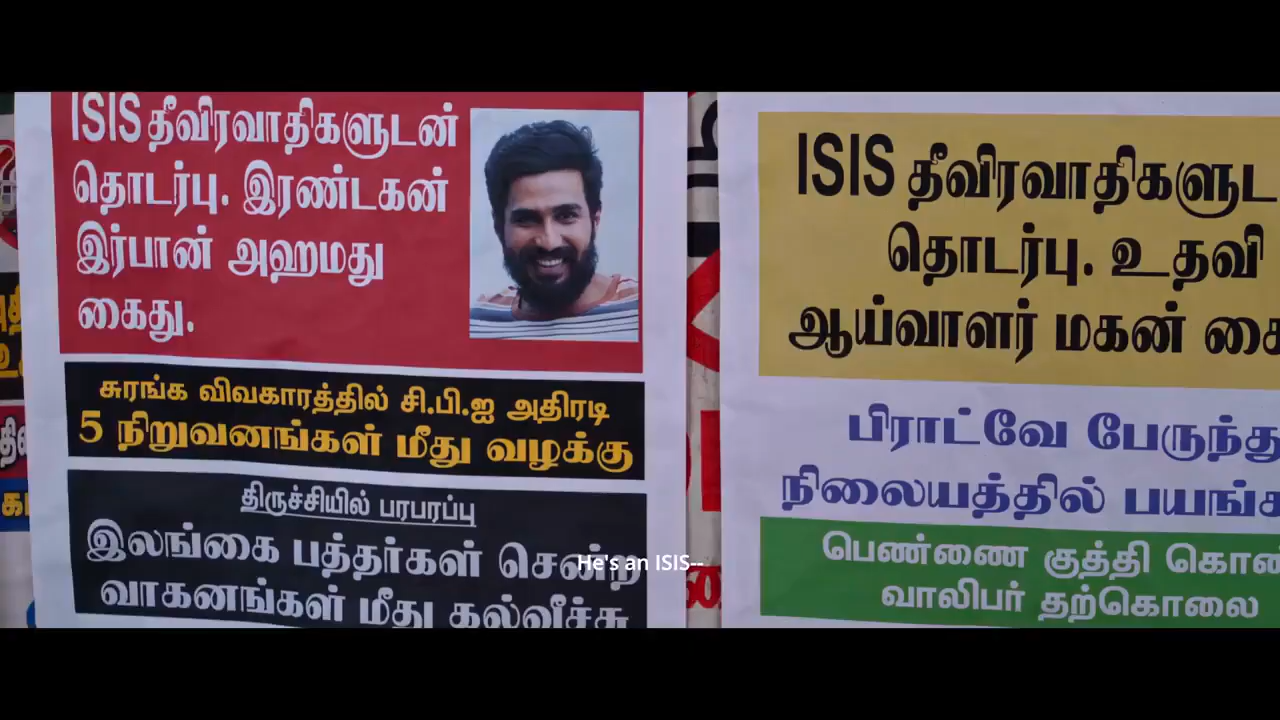 ISIS தீவிரவாதிகளுடன்
தொடர்பு. இரண்டகன்
இர்பான் அஹமது
கைது.
சுரங்க விவகாரத்தில் சி.பி.ஐ அதிரடி
5 நிறுவனங்கள் மீது வழக்கு
திருச்சியில் பரபரப்பு
இலங்கை பத்தர்கள் சென்ற
வாகனங்கள் மீது கல்வீச்சு
ISIS தீவிரவாதிகளுட
தொடர்பு. உதவி
ஆய்வாளர் மகன் கை
பிராட்வே பேருந்த
நிலையத்தில் பயங்க
பெண்ணை குத்தி கொலை
வாலிபர் தற்கொலை
He's an ISIS--